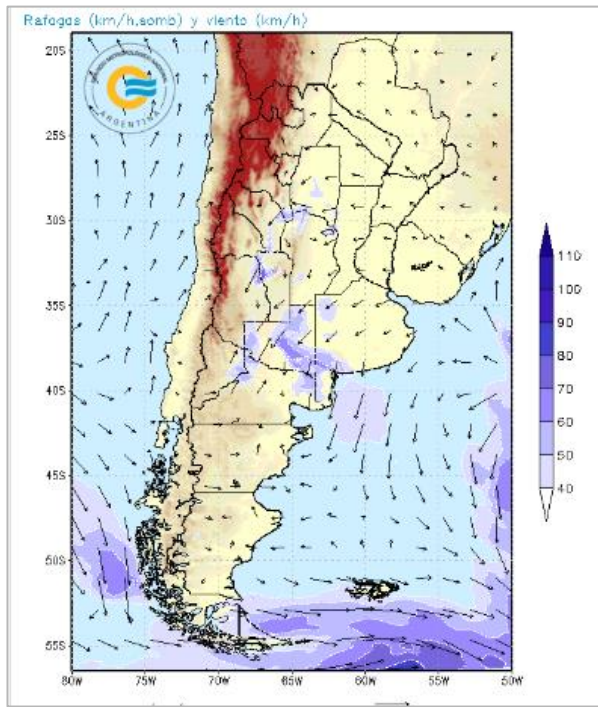 Rafagas (km/h,somb) y viento (km/h)
ARGENTINA
20S
25S
30S
35S
40S
45S
50S
55S
80W
75W
70W
65W
60W
55W
50W
110
100
90
80
70
60
50
40